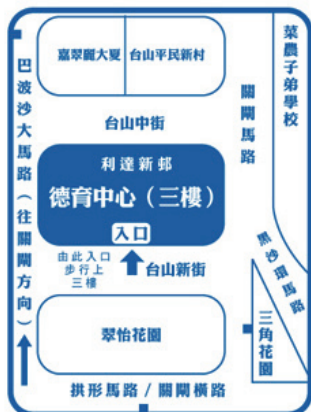 嘉翠麗大廈
台山平民新村
菜農子弟學校
關閘馬路
巴波沙大馬路（往關閘方向）
台山中街
利達新邨
德育中心（三樓）
入口
由此入口
步行上
三樓
台山新街
黑沙環馬路
三角花園
翠怡花園
拱形馬路 / 關閘橫路